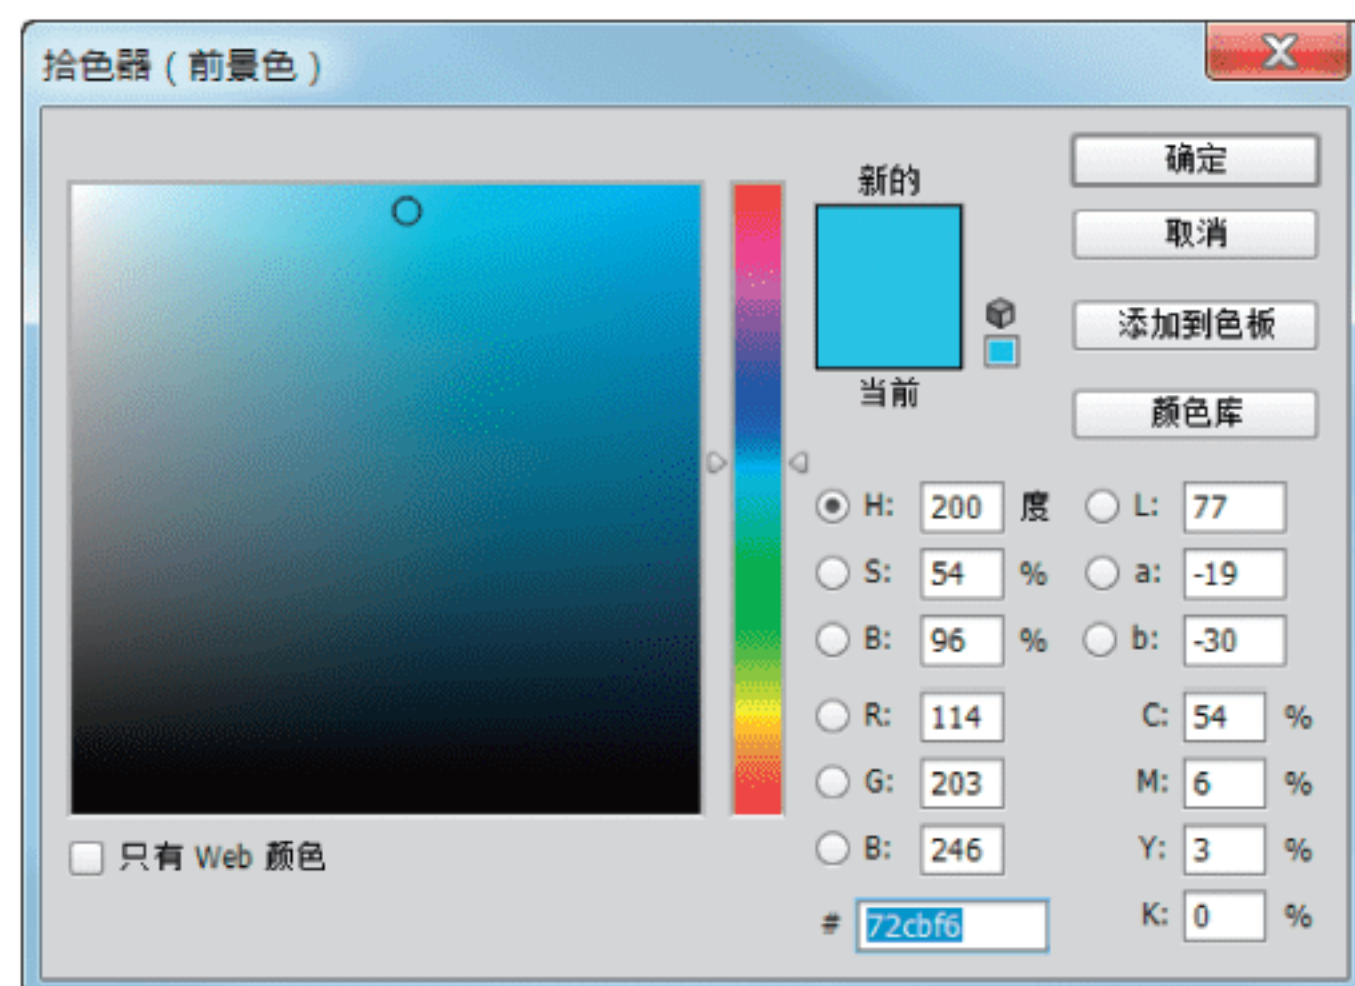 拾色器（前景色）
新的
当前
确定
取消
添加到色板
颜色库
H: 200 度
S: 54 %
B: 96 %
R: 114
G: 203
B: 246
# 72cbf6
L: 77
a: -19
b: -30
C: 54 %
M: 6 %
Y: 3 %
K: 0 %
只有 Web 颜色